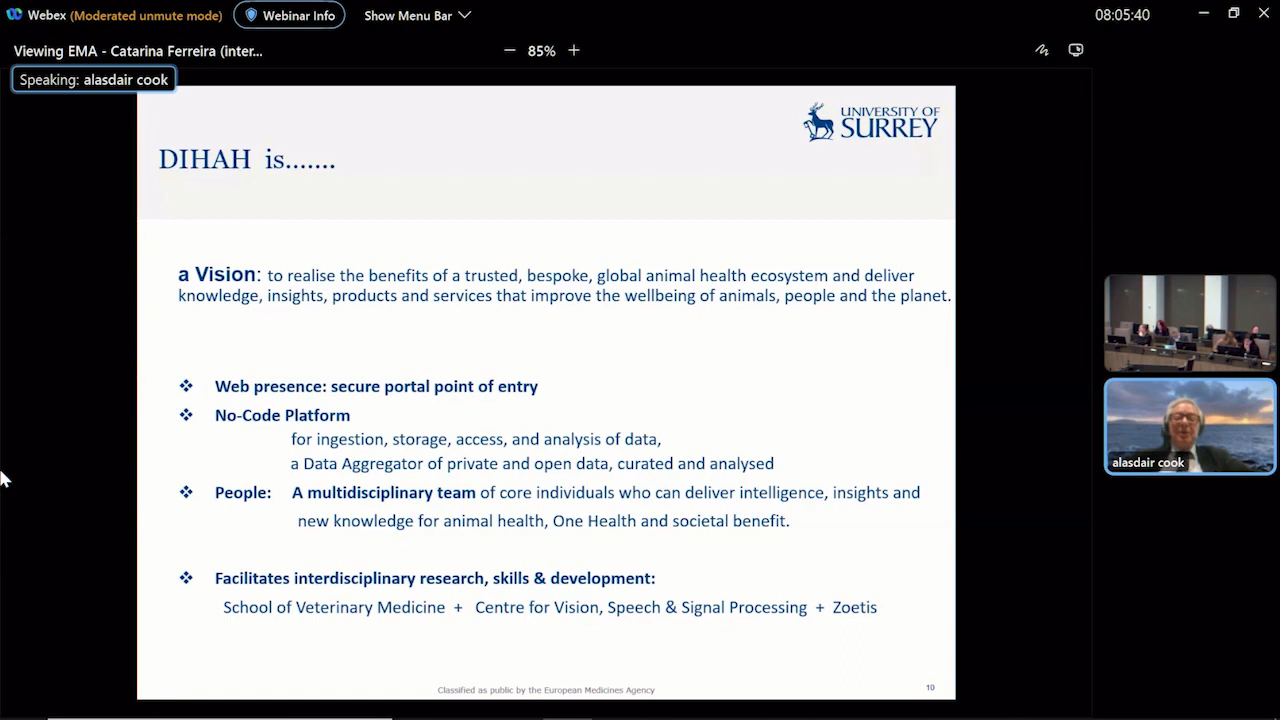 Webex (Moderated unmute mode) Webinar Info Show Menu Bar 08:05:40
Viewing EMA - Catarina Ferreira (inter... 85%
Speaking: alasdair cook
UNIVERSITY OF
SURREY
DIHAH is.......
a Vision: to realise the benefits of a trusted, bespoke, global animal health ecosystem and deliver
knowledge, insights, products and services that improve the wellbeing of animals, people and the planet.
❖ Web presence: secure portal point of entry
❖ No-Code Platform
for ingestion, storage, access, and analysis of data,
a Data Aggregator of private and open data, curated and analysed
❖ People: A multidisciplinary team of core individuals who can deliver intelligence, insights and
new knowledge for animal health, One Health and societal benefit.
❖ Facilitates interdisciplinary research, skills & development:
School of Veterinary Medicine + Centre for Vision, Speech & Signal Processing + Zoetis
Classified as public by the European Medicines Agency 10
alasdair cook